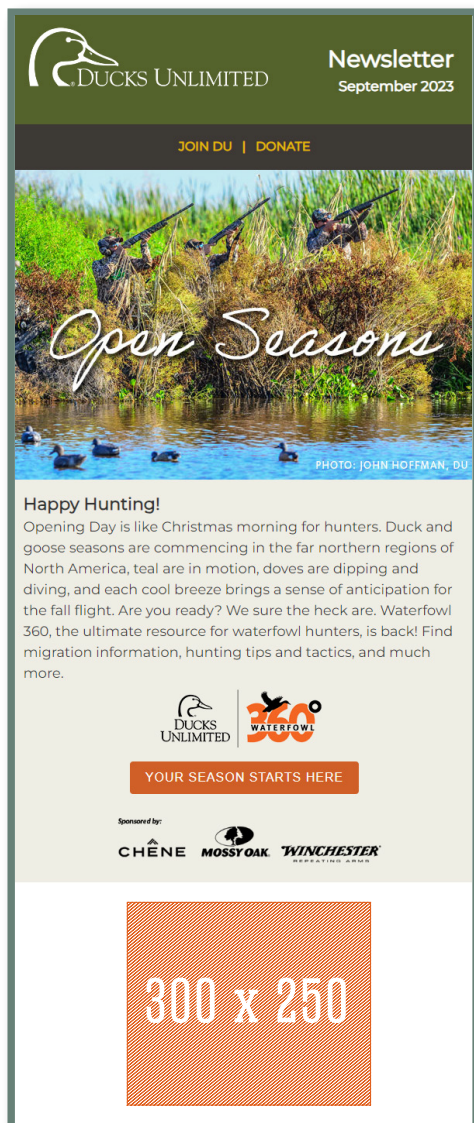 DUCKS UNLIMITED
Newsletter
September 2023
JOIN DU | DONATE
Open Seasons
PHOTO: JOHN HOFFMAN, DU
Happy Hunting!
Opening Day is like Christmas morning for hunters. Duck and
goose seasons are commencing in the far northern regions of
North America, teal are in motion, doves are dipping and
diving, and each cool breeze brings a sense of anticipation for
the fall flight. Are you ready? We sure the heck are. Waterfowl
360, the ultimate resource for waterfowl hunters, is back! Find
migration information, hunting tips and tactics, and much
more.
DUCKS
UNLIMITED
360°
WATERFOWL
YOUR SEASON STARTS HERE
Sponsored by:
CHÊNE MOSSY OAK. WINCHESTER®
REPEATING ARMS
300 x 250